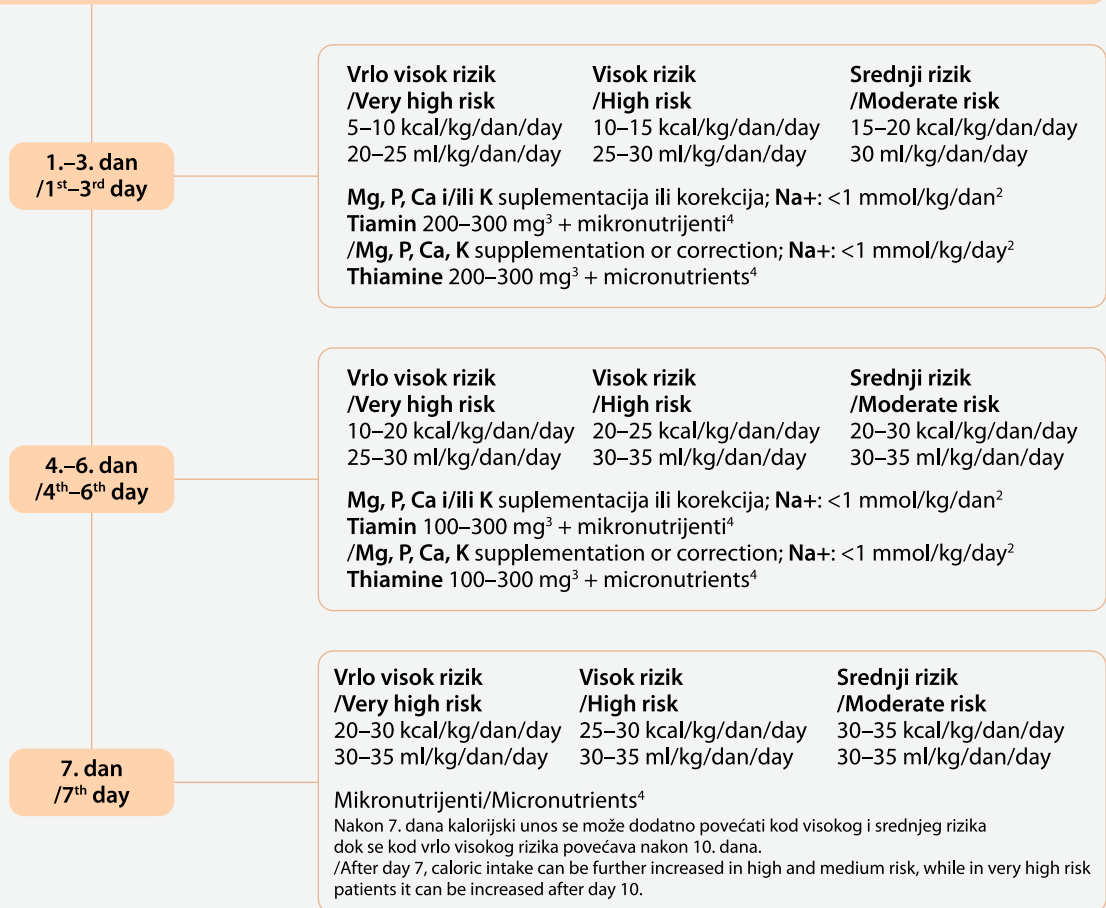 1.–3. dan
/1st–3rd day
Vrlo visok rizik
/Very high risk
5–10 kcal/kg/dan/day
20–25 ml/kg/dan/day
Visok rizik
/High risk
10–15 kcal/kg/dan/day
25–30 ml/kg/dan/day
Srednji rizik
/Moderate risk
15–20 kcal/kg/dan/day
30 ml/kg/dan/day
Mg, P, Ca i/ili K suplementacija ili korekcija; Na+: <1 mmol/kg/dan²
Tiamin 200–300 mg³ + mikronutrijenti⁴
/Mg, P, Ca, K supplementation or correction; Na+: <1 mmol/kg/day²
Thiamine 200–300 mg³ + micronutrients⁴
4.–6. dan
/4th–6th day
Vrlo visok rizik
/Very high risk
10–20 kcal/kg/dan/day
25–30 ml/kg/dan/day
Visok rizik
/High risk
20–25 kcal/kg/dan/day
30–35 ml/kg/dan/day
Srednji rizik
/Moderate risk
20–30 kcal/kg/dan/day
30–35 ml/kg/dan/day
Mg, P, Ca i/ili K suplementacija ili korekcija; Na+: <1 mmol/kg/dan²
Tiamin 100–300 mg³ + mikronutrijenti⁴
/Mg, P, Ca, K supplementation or correction; Na+: <1 mmol/kg/day²
Thiamine 100–300 mg³ + micronutrients⁴
7. dan
/7th day
Vrlo visok rizik
/Very high risk
20–30 kcal/kg/dan/day
30–35 ml/kg/dan/day
Visok rizik
/High risk
25–30 kcal/kg/dan/day
30–35 ml/kg/dan/day
Srednji rizik
/Moderate risk
30–35 kcal/kg/dan/day
30–35 ml/kg/dan/day
Mikronutrijenti/Micronutrients⁴
Nakon 7. dana kalorijski unos se može dodatno povećati kod visokog i srednjeg rizika
dok se kod vrlo visokog rizika povećava nakon 10. dana.
/After day 7, caloric intake can be further increased in high and medium risk, while in very high risk
patients it can be increased after day 10.